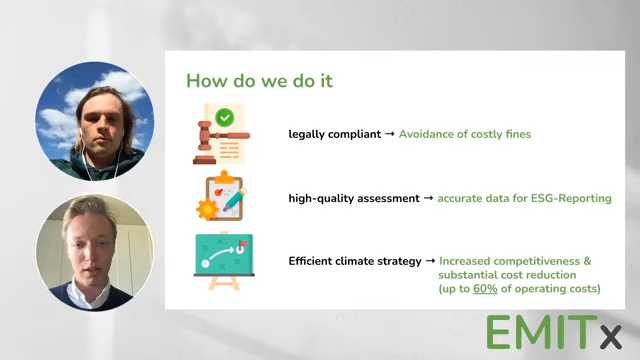 How do we do it
legally compliant → Avoidance of costly fines
high-quality assessment → accurate data for ESG-Reporting
Efficient climate strategy → Increased competitiveness &
substantial cost reduction
(up to 60% of operating costs)
EMITx